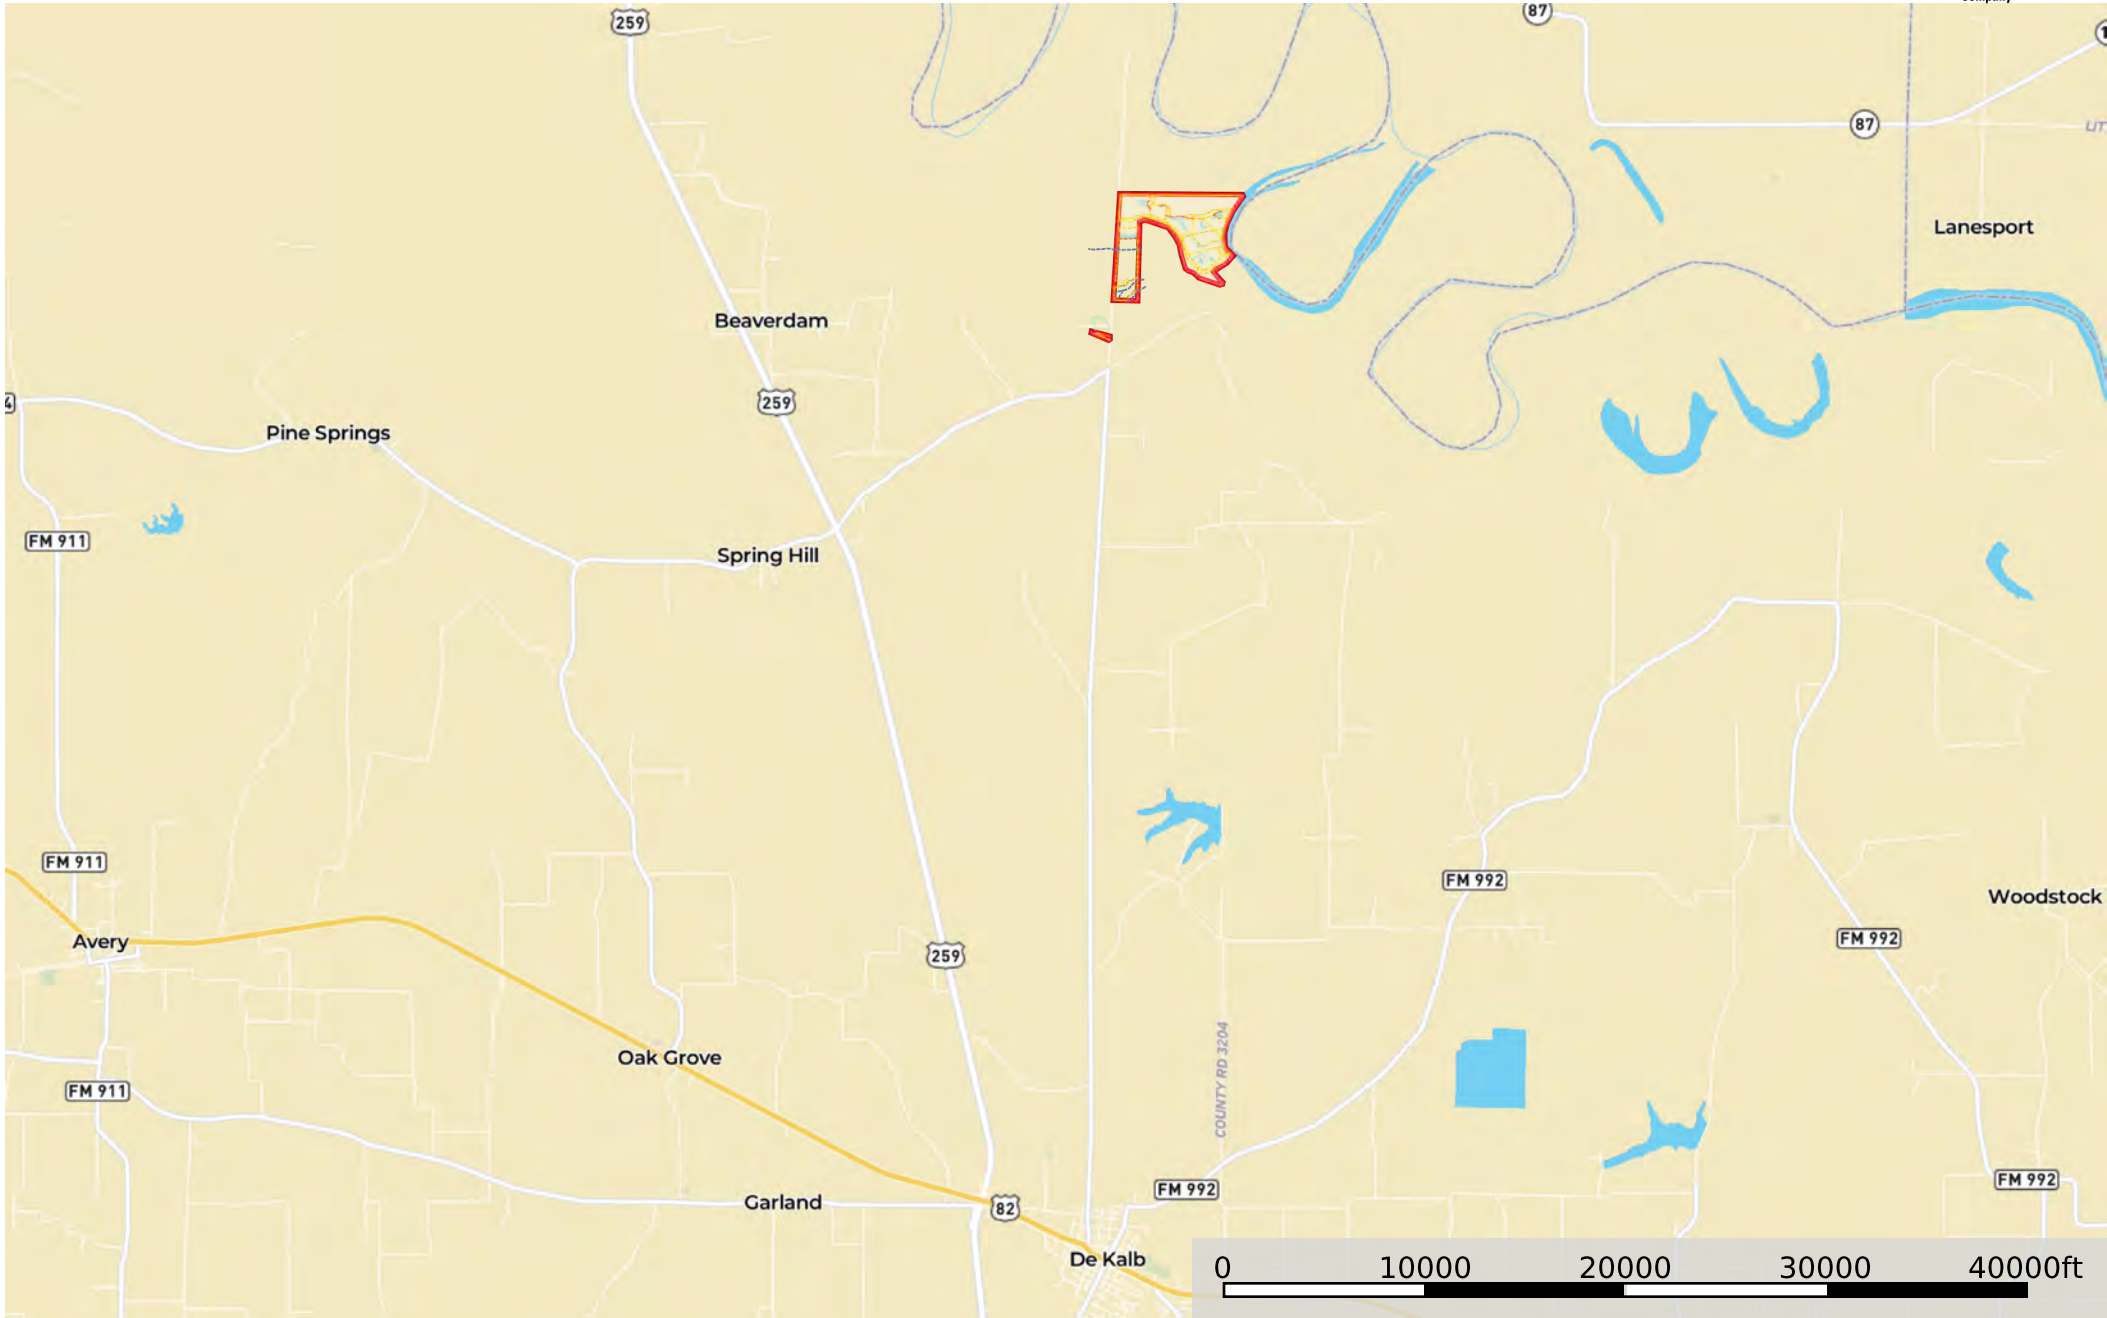 259
87
87
Lanesport
Beaverdam
259
4
Pine Springs
FM 911
Spring Hill
FM 911
FM 992
Woodstock
Avery
FM 992
259
Oak Grove
COUNTY RD 3204
FM 911
FM 992
FM 992
Garland
82
De Kalb
0 10000 20000 30000 40000ft